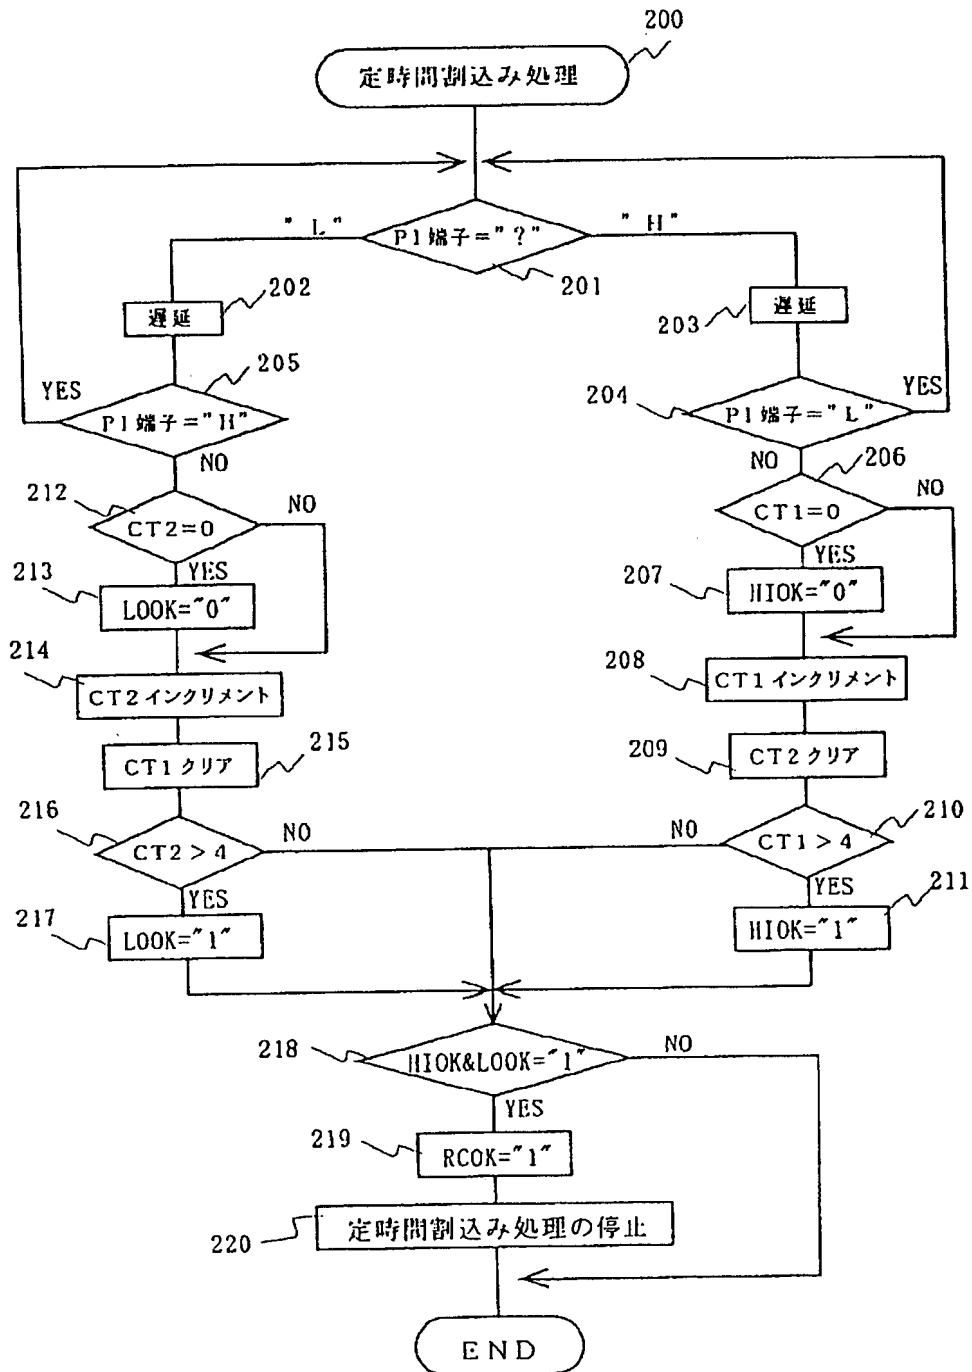 200
定時間割込み処理
"L"
P1端子="?"
"H"
201
202
遅延
203
遅延
205
YES
P1端子="H"
NO
204
P1端子="L"
YES
NO
212
CT2=0
NO
YES
206
CT1=0
NO
YES
213
LOOK="0"
207
HIOK="0"
214
CT2インクリメント
208
CT1インクリメント
215
CT1クリア
209
CT2クリア
216
CT2>4
NO
YES
210
CT1>4
NO
YES
217
LOOK="1"
211
HIOK="1"
218
HIOK&LOOK="1"
NO
YES
219
RCOK="1"
220
定時間割込み処理の停止
END